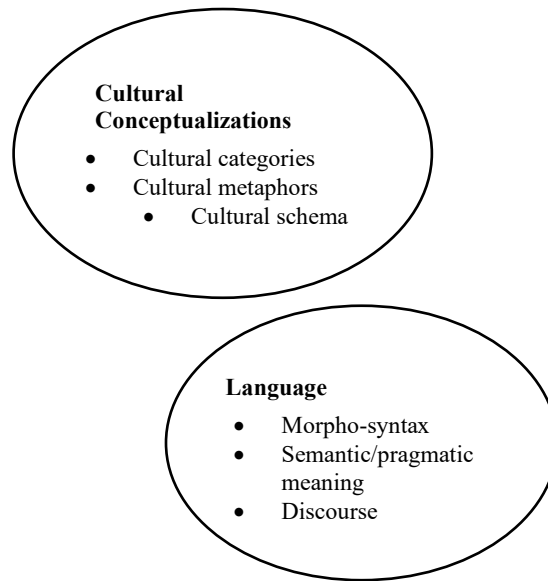 Cultural
Conceptualizations
• Cultural categories
• Cultural metaphors
• Cultural schema
Language
• Morpho-syntax
• Semantic/pragmatic
meaning
• Discourse